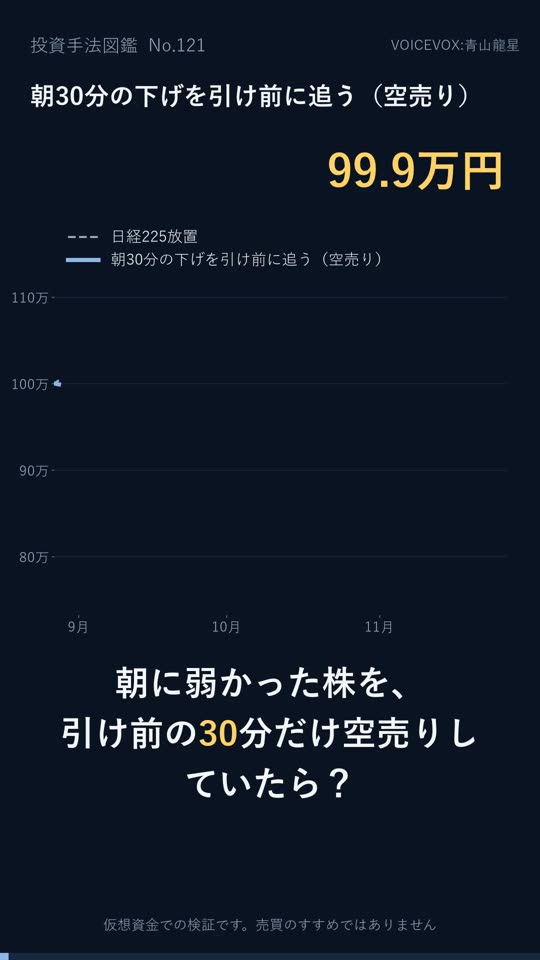 投資手法図鑑 No.121
VOICEVOX:青山龍星
朝30分の下げを引け前に追う（空売り）
99.9万円
日経225放置
朝30分の下げを引け前に追う（空売り）
110万
100万
90万
80万
9月
10月
11月
朝に弱かった株を、
引け前の30分だけ空売りし
ていたら？
仮想資金での検証です。売買のすすめではありません